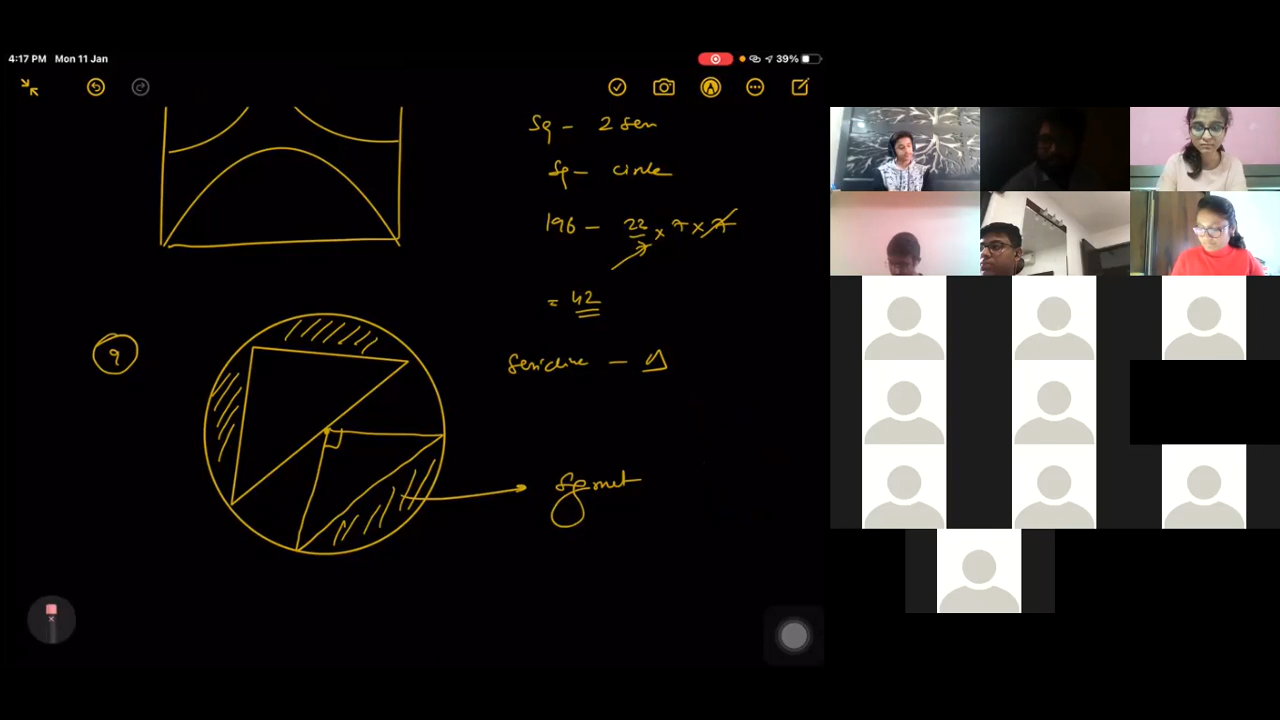 4:17 PM Mon 11 Jan
39%
Sq - 2 sem
Sq - circle
196 - 22/7 × 7 × 7
= 42
9
Semicircle - △
Segment